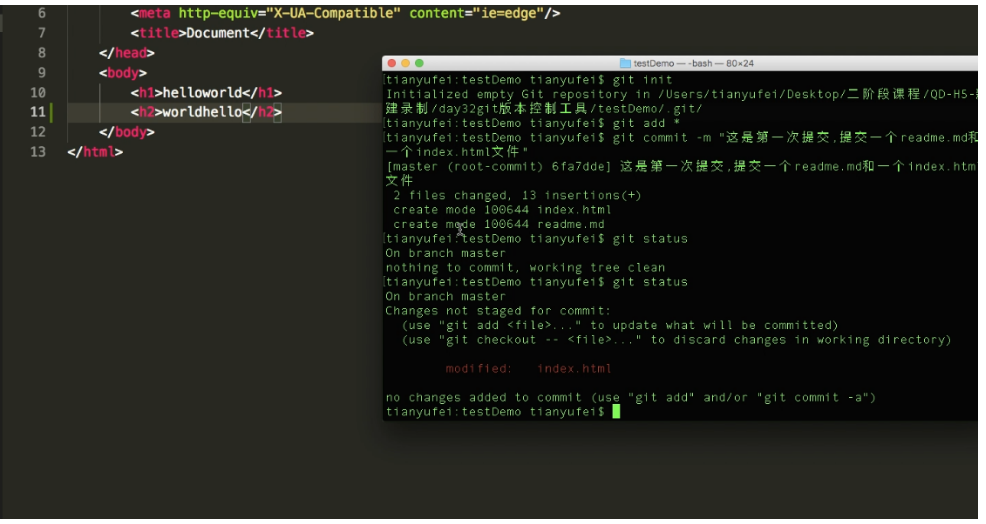 6 <meta http-equiv="X-UA-Compatible" content="ie=edge"/>
7 <title>Document</title>
8 </head>
9 <body>
10 <h1>helloworld</h1>
11 <h2>worldhello</h2>
12 </body>
13 </html>
testDemo — -bash — 80×24
[tianyufei:testDemo tianyufei$ git init
Initialized empty Git repository in /Users/tianyufei/Desktop/二阶段课程/QD-H5-
建录制/day32git版本控制工具/testDemo/.git/
[tianyufei:testDemo tianyufei$ git add *
[tianyufei:testDemo tianyufei$ git commit -m "这是第一次提交,提交一个readme.md和
一个index.html文件"
[master (root-commit) 6fa7dde] 这是第一次提交,提交一个readme.md和一个index.htm
文件
2 files changed, 13 insertions(+)
create mode 100644 index.html
create mode 100644 readme.md
[tianyufei:testDemo tianyufei$ git status
On branch master
nothing to commit, working tree clean
[tianyufei:testDemo tianyufei$ git status
On branch master
Changes not staged for commit:
(use "git add <file>..." to update what will be committed)
(use "git checkout -- <file>..." to discard changes in working directory)
modified: index.html
no changes added to commit (use "git add" and/or "git commit -a")
tianyufei:testDemo tianyufei$